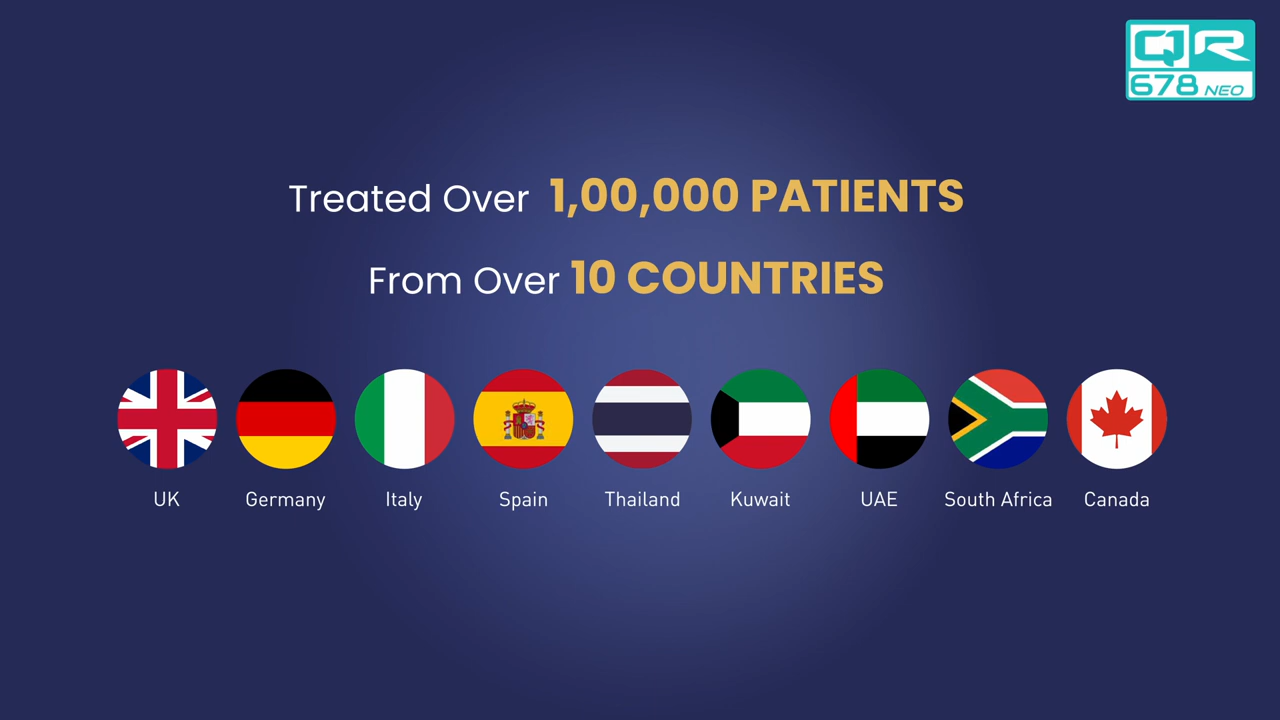 QR
678 NEO
Treated Over 1,00,000 PATIENTS
From Over 10 COUNTRIES
UK
Germany
Italy
Spain
Thailand
Kuwait
UAE
South Africa
Canada